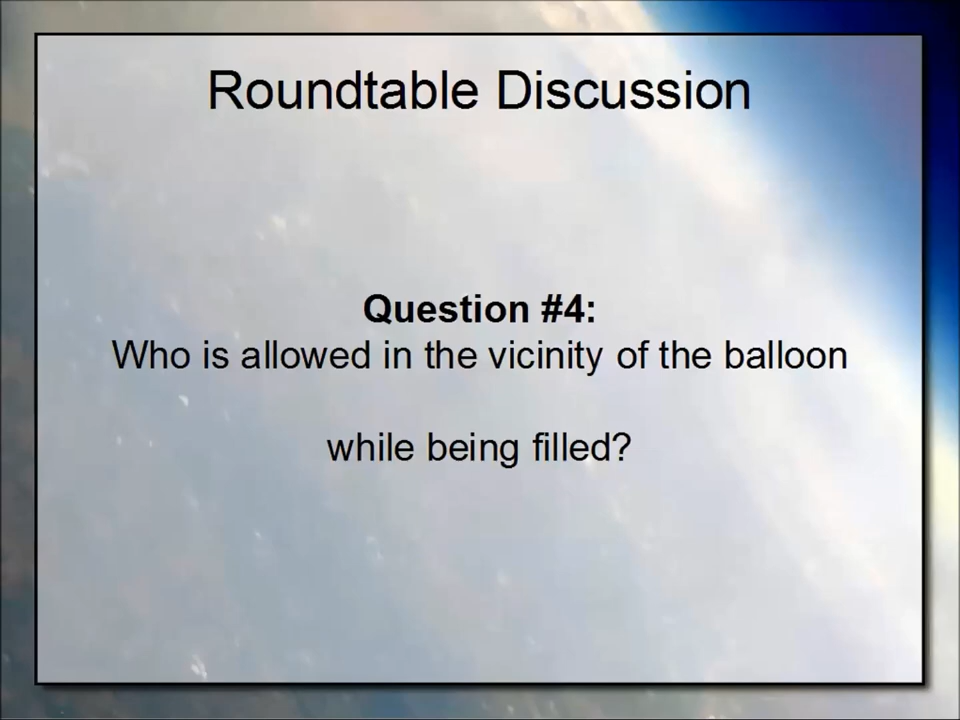 Roundtable Discussion
Question #4:
Who is allowed in the vicinity of the balloon
while being filled?